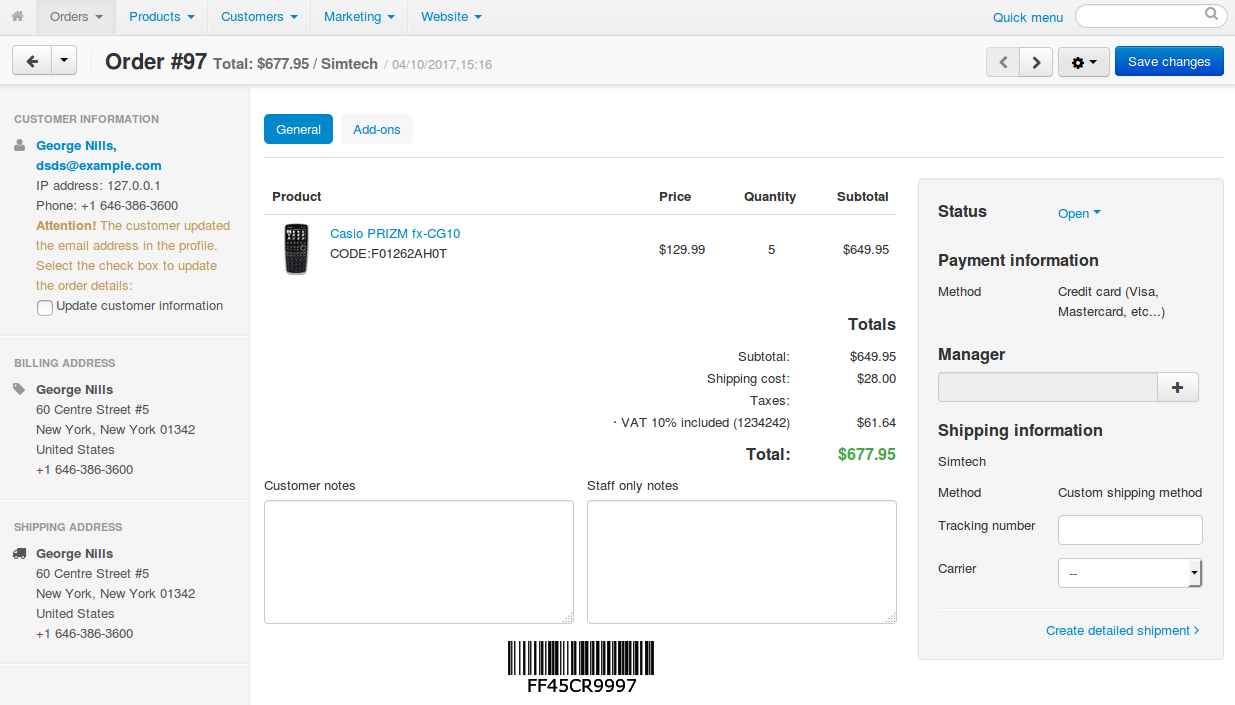 Orders Products Customers Marketing Website Quick menu
Order #97 Total: $677.95 / Simtech / 04/10/2017,15:16 Save changes
CUSTOMER INFORMATION
George Nills,
dsds@example.com
IP address: 127.0.0.1
Phone: +1 646-386-3600
Attention! The customer updated
the email address in the profile.
Select the check box to update
the order details:
Update customer information
BILLING ADDRESS
George Nills
60 Centre Street #5
New York, New York 01342
United States
+1 646-386-3600
SHIPPING ADDRESS
George Nills
60 Centre Street #5
New York, New York 01342
United States
+1 646-386-3600
General Add-ons
Product Price Quantity Subtotal
Casio PRIZM fx-CG10
CODE:F01262AH0T
$129.99 5 $649.95
Totals
Subtotal: $649.95
Shipping cost: $28.00
Taxes:
· VAT 10% included (1234242) $61.64
Total: $677.95
Customer notes Staff only notes
FF45CR9997
Status Open
Payment information
Method Credit card (Visa,
Mastercard, etc...)
Manager
+
Shipping information
Simtech
Method Custom shipping method
Tracking number
Carrier --
Create detailed shipment